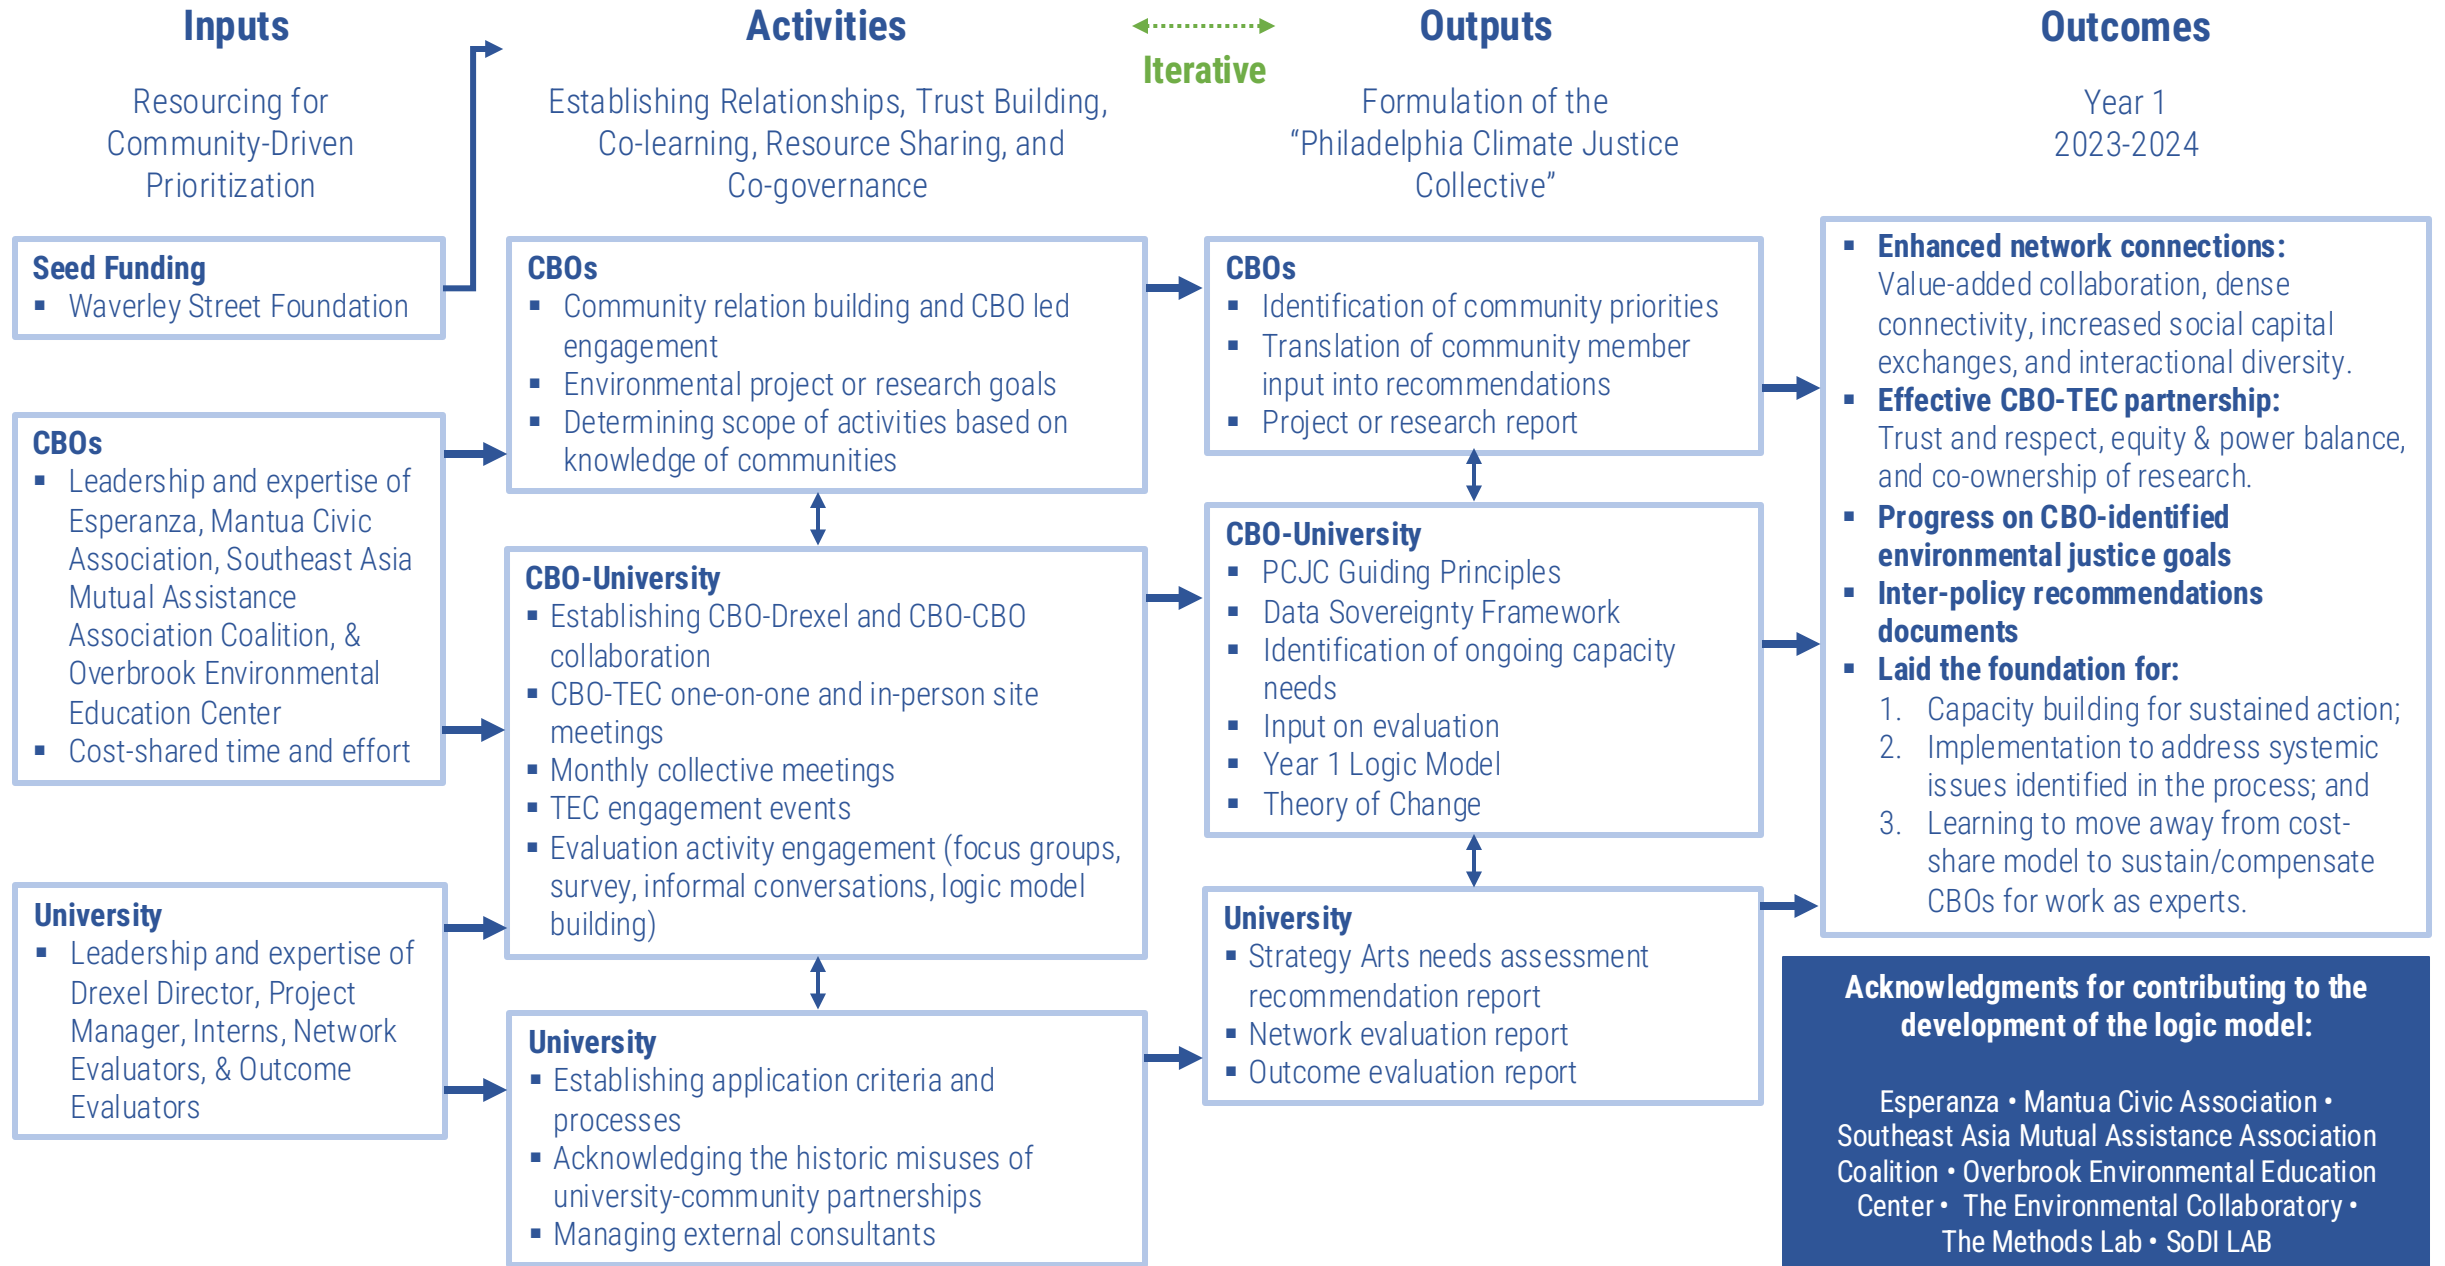 Inputs
Resourcing for
Community-Driven
Prioritization
Seed Funding
▪ Waverley Street Foundation
CBOs
▪ Leadership and expertise of
Esperanza, Mantua Civic
Association, Southeast Asia
Mutual Assistance
Association Coalition, &
Overbrook Environmental
Education Center
▪ Cost-shared time and effort
University
▪ Leadership and expertise of
Drexel Director, Project
Manager, Interns, Network
Evaluators, & Outcome
Evaluators
Activities
Establishing Relationships, Trust Building,
Co-learning, Resource Sharing, and
Co-governance
CBOs
▪ Community relation building and CBO led
engagement
▪ Environmental project or research goals
▪ Determining scope of activities based on
knowledge of communities
CBO-University
▪ Establishing CBO-Drexel and CBO-CBO
collaboration
▪ CBO-TEC one-on-one and in-person site
meetings
▪ Monthly collective meetings
▪ TEC engagement events
▪ Evaluation activity engagement (focus groups,
survey, informal conversations, logic model
building)
University
▪ Establishing application criteria and
processes
▪ Acknowledging the historic misuses of
university-community partnerships
▪ Managing external consultants
Iterative
Outputs
Formulation of the
“Philadelphia Climate Justice
Collective”
CBOs
▪ Identification of community priorities
▪ Translation of community member
input into recommendations
▪ Project or research report
CBO-University
▪ PCJC Guiding Principles
▪ Data Sovereignty Framework
▪ Identification of ongoing capacity
needs
▪ Input on evaluation
▪ Year 1 Logic Model
▪ Theory of Change
University
▪ Strategy Arts needs assessment
recommendation report
▪ Network evaluation report
▪ Outcome evaluation report
Outcomes
Year 1
2023-2024
▪ Enhanced network connections:
Value-added collaboration, dense
connectivity, increased social capital
exchanges, and interactional diversity.
▪ Effective CBO-TEC partnership:
Trust and respect, equity & power balance,
and co-ownership of research.
▪ Progress on CBO-identified
environmental justice goals
▪ Inter-policy recommendations
documents
▪ Laid the foundation for:
1. Capacity building for sustained action;
2. Implementation to address systemic
issues identified in the process; and
3. Learning to move away from cost-
share model to sustain/compensate
CBOs for work as experts.
Acknowledgments for contributing to the
development of the logic model:
Esperanza • Mantua Civic Association •
Southeast Asia Mutual Assistance Association
Coalition • Overbrook Environmental Education
Center • The Environmental Collaboratory •
The Methods Lab • SoDI LAB